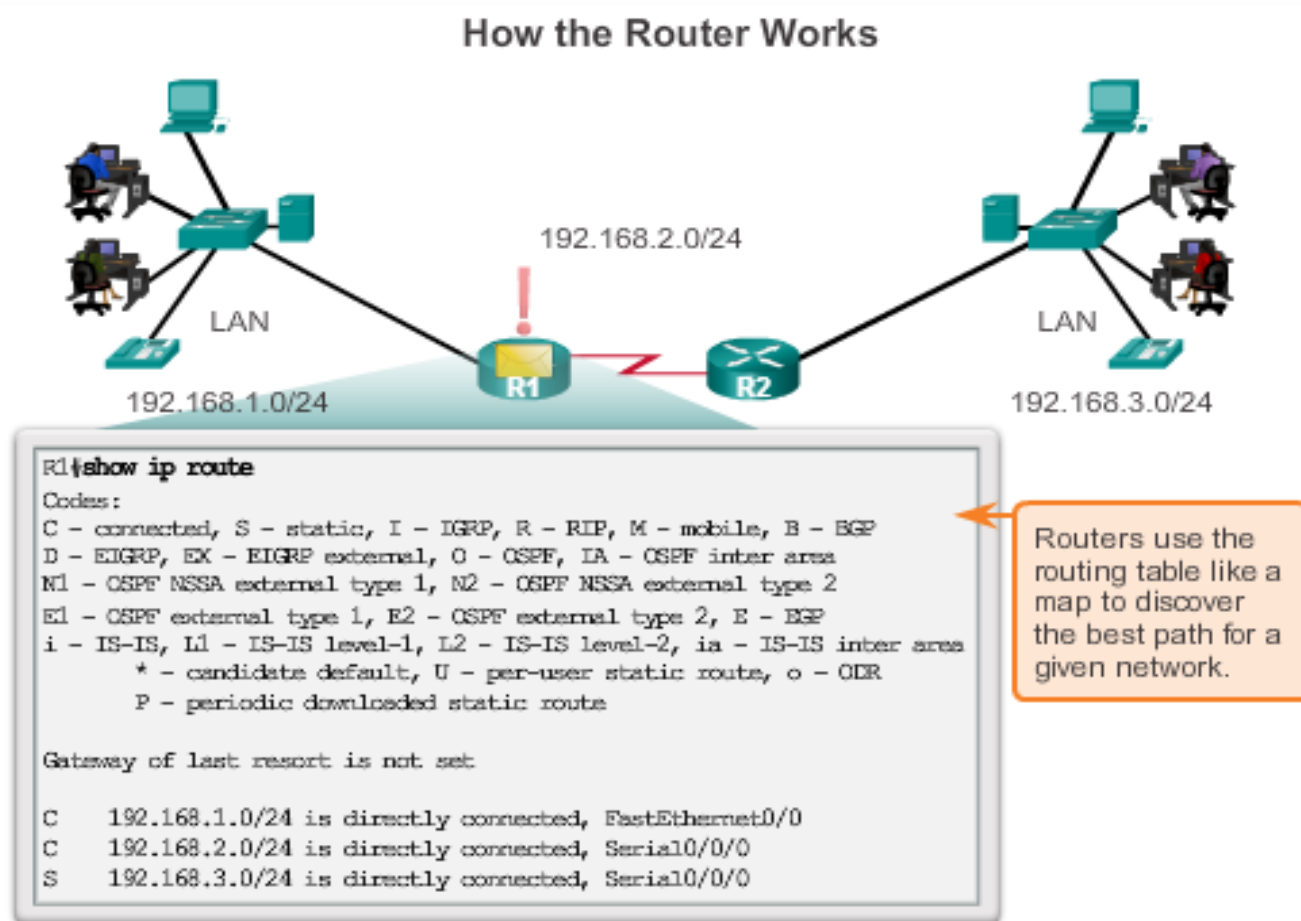 How the Router Works
192.168.2.0/24
LAN
LAN
R1
R2
192.168.1.0/24
192.168.3.0/24
R1#show ip route
Codes:
C - connected, S - static, I - IGRP, R - RIP, M - mobile, B - BGP
D - EIGRP, EX - EIGRP external, O - OSPF, IA - OSPF inter area
N1 - OSPF NSSA external type 1, N2 - OSPF NSSA external type 2
E1 - OSPF external type 1, E2 - OSPF external type 2, E - EGP
i - IS-IS, L1 - IS-IS level-1, L2 - IS-IS level-2, ia - IS-IS inter area
* - candidate default, U - per-user static route, o - ODR
P - periodic downloaded static route
Gateway of last resort is not set
C 192.168.1.0/24 is directly connected, FastEthernet0/0
C 192.168.2.0/24 is directly connected, Serial0/0/0
S 192.168.3.0/24 is directly connected, Serial0/0/0
Routers use the
routing table like a
map to discover
the best path for a
given network.